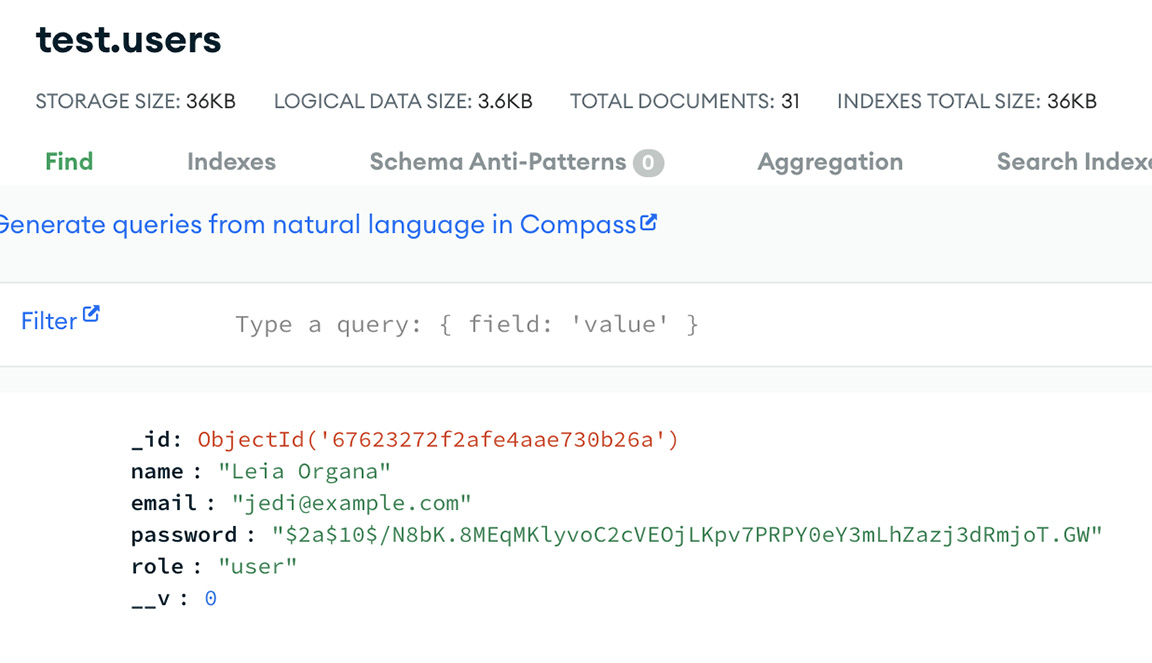 test.users
STORAGE SIZE: 36KB LOGICAL DATA SIZE: 3.6KB TOTAL DOCUMENTS: 31 INDEXES TOTAL SIZE: 36KB
Find Indexes Schema Anti-Patterns 0 Aggregation Search Indexe
Generate queries from natural language in Compass
Filter Type a query: { field: 'value' }
_id: ObjectId('67623272f2afe4aae730b26a')
name : "Leia Organa"
email : "jedi@example.com"
password : "$2a$10$/N8bK.8MEqMKlyvoC2cVEOjLKpv7PRPY0eY3mLhZazj3dRmjoT.GW"
role : "user"
__v : 0